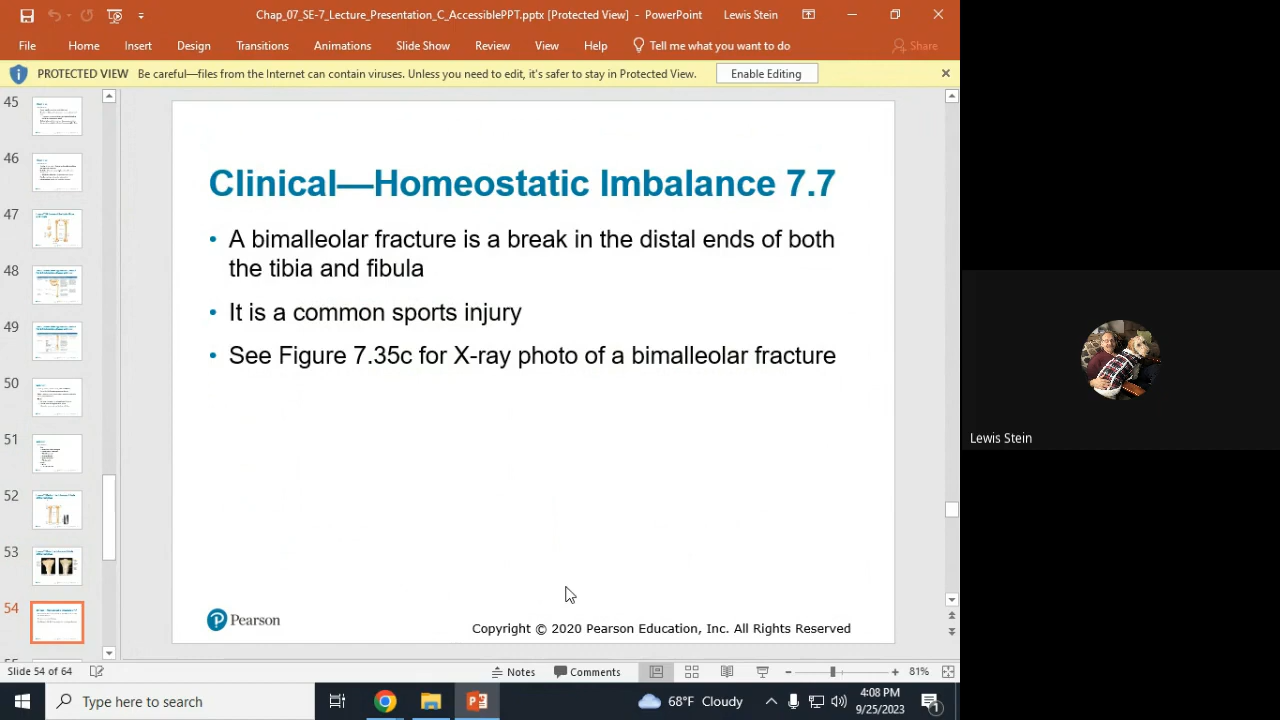 Chap_07_SE-7_Lecture_Presentation_C_AccessiblePPT.pptx [Protected View] - PowerPoint
Lewis Stein
File Home Insert Design Transitions Animations Slide Show Review View Help Tell me what you want to do Share
PROTECTED VIEW Be careful—files from the Internet can contain viruses. Unless you need to edit, it's safer to stay in Protected View. Enable Editing
45
46
47
48
49
50
51
52
53
54
Clinical—Homeostatic Imbalance 7.7
• A bimalleolar fracture is a break in the distal ends of both
the tibia and fibula
• It is a common sports injury
• See Figure 7.35c for X-ray photo of a bimalleolar fracture
Pearson
Copyright © 2020 Pearson Education, Inc. All Rights Reserved
Lewis Stein
Slide 54 of 64 Notes Comments 81%
Type here to search
68°F Cloudy
4:08 PM
9/25/2023
1